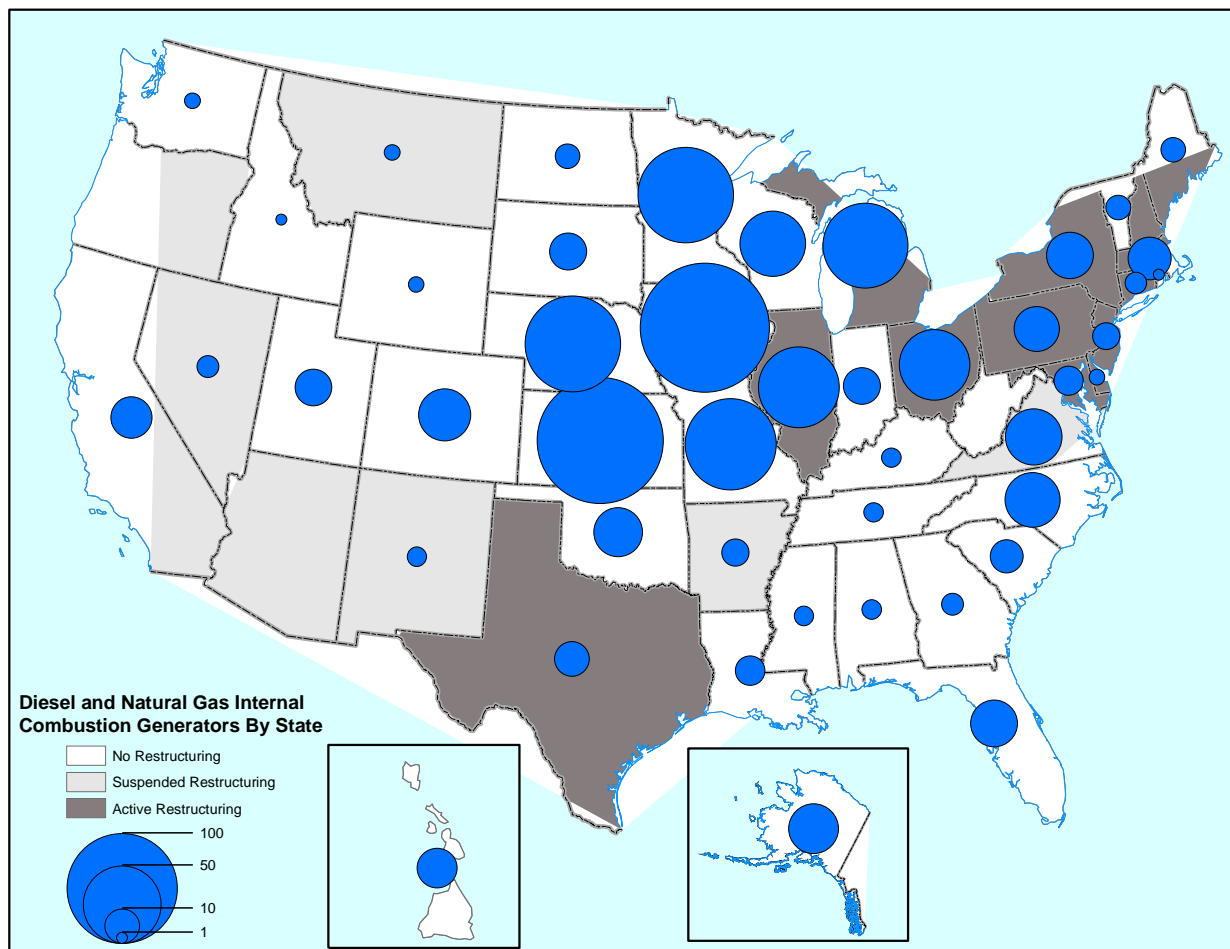 Diesel and Natural Gas Internal
Combustion Generators By State
No Restructuring
Suspended Restructuring
Active Restructuring
100
50
10
1